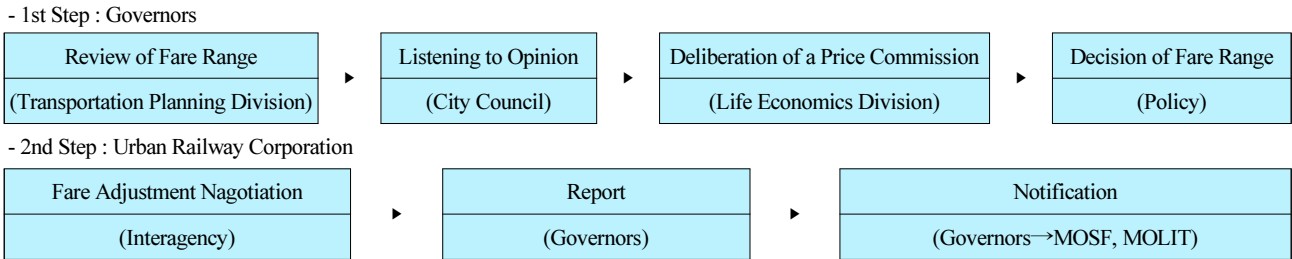 - 1st Step : Governors
Review of Fare Range
(Transportation Planning Division)
Listening to Opinion
(City Council)
Deliberation of a Price Commission
(Life Economics Division)
Decision of Fare Range
(Policy)
- 2nd Step : Urban Railway Corporation
Fare Adjustment Nagotiation
(Interagency)
Report
(Governors)
Notification
(Governors→MOSF, MOLIT)